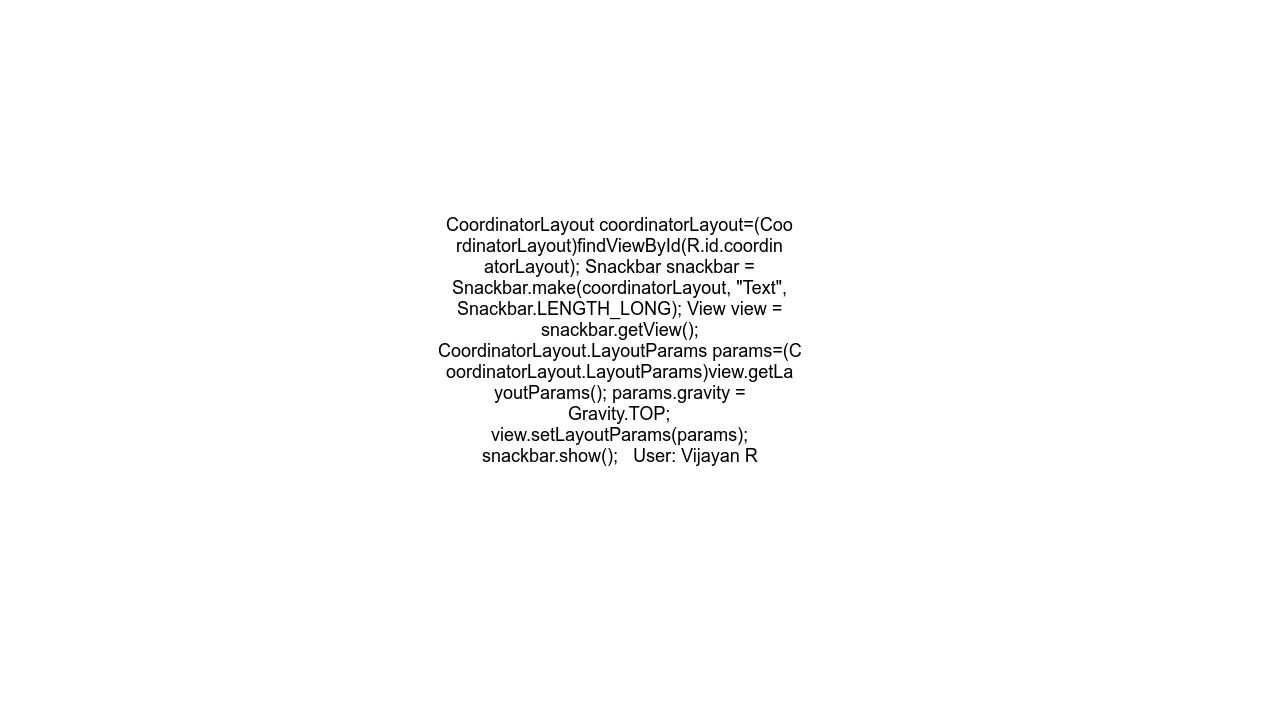 CoordinatorLayout coordinatorLayout=(Coo
rdinatorLayout)findViewById(R.id.coordin
atorLayout); Snackbar snackbar =
Snackbar.make(coordinatorLayout, "Text",
Snackbar.LENGTH_LONG); View view =
snackbar.getView();
CoordinatorLayout.LayoutParams params=(C
oordinatorLayout.LayoutParams)view.getLa
youtParams(); params.gravity =
Gravity.TOP;
view.setLayoutParams(params);
snackbar.show();   User: Vijayan R